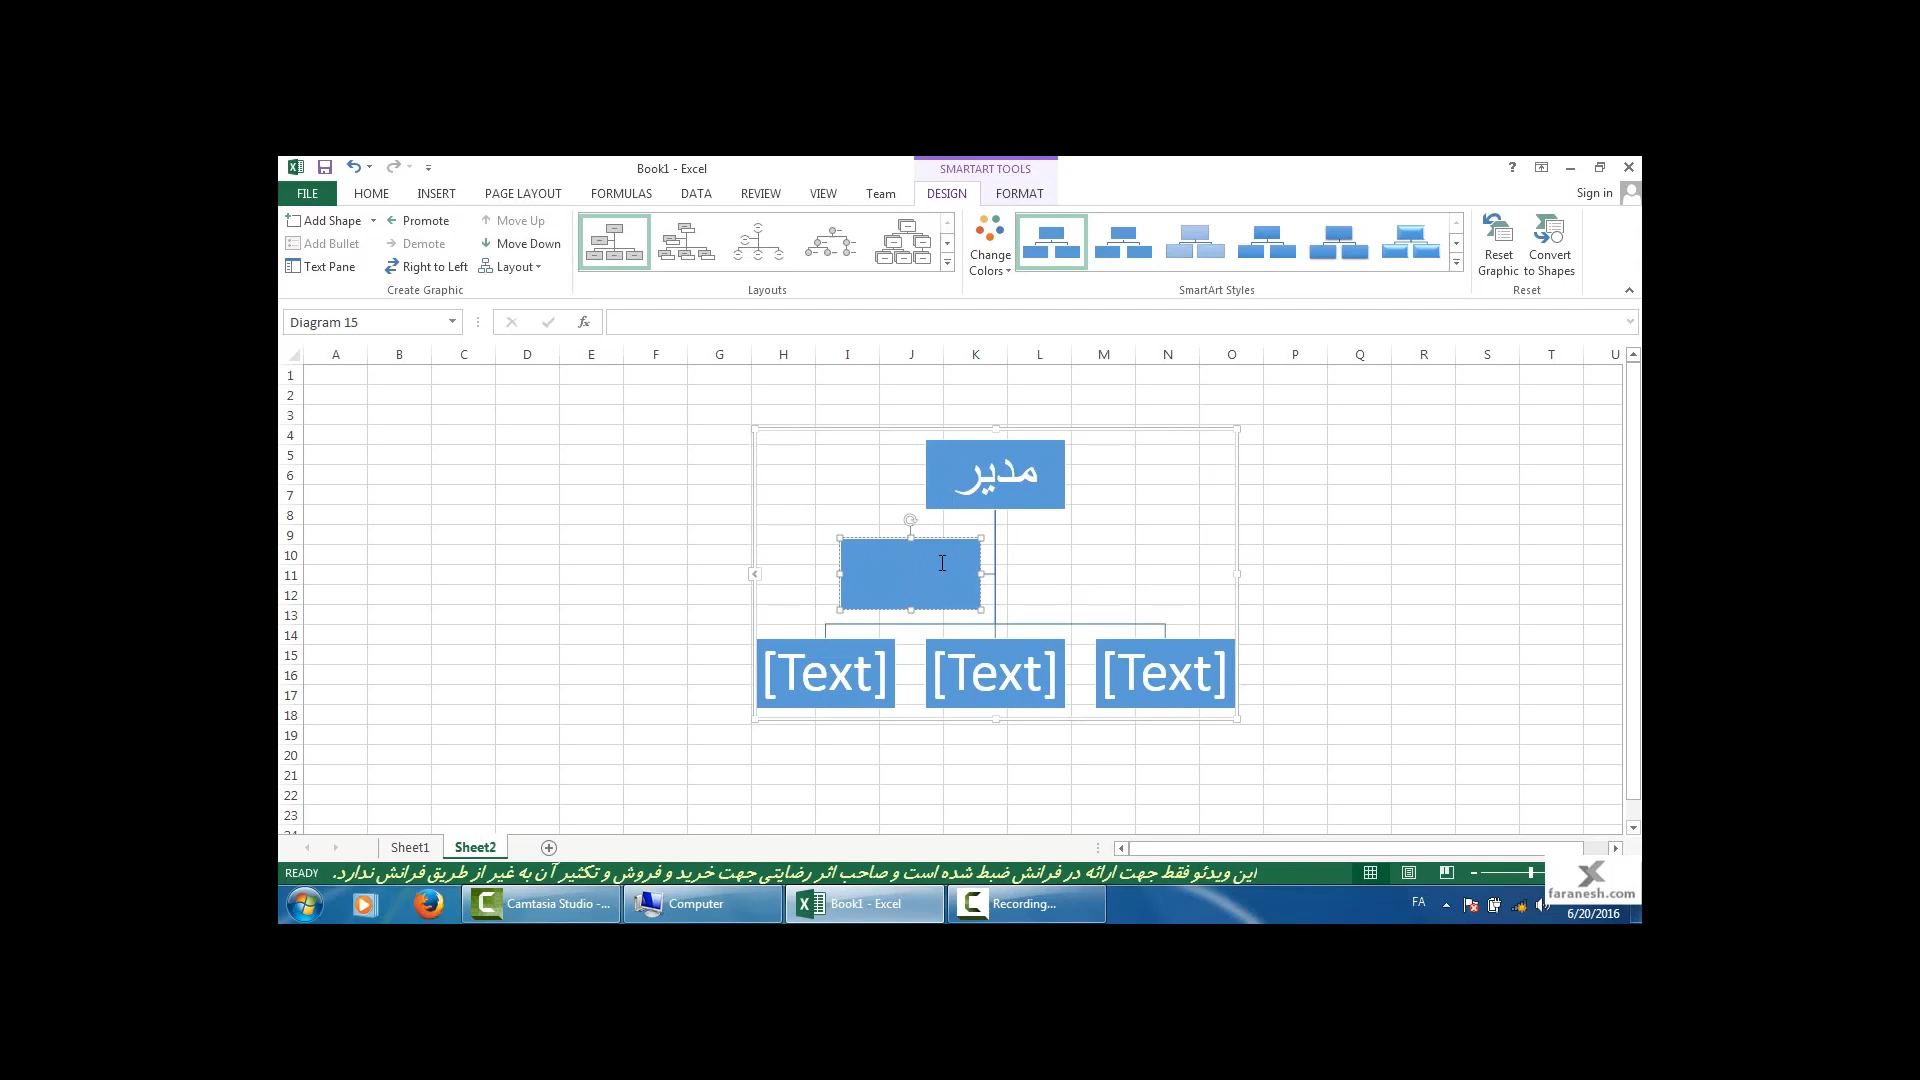 Book1 - Excel
SMARTART TOOLS
?
FILE
HOME
INSERT
PAGE LAYOUT
FORMULAS
DATA
REVIEW
VIEW
Team
DESIGN
FORMAT
Sign in
Add Shape
Promote
Move Up
Add Bullet
Demote
Move Down
Text Pane
Right to Left
Layout
Change Colors
Reset Graphic
Convert to Shapes
Create Graphic
Layouts
SmartArt Styles
Reset
Diagram 15
fx
A B C D E F G H I J K L M N O P Q R S T U
1
2
3
4
5
6
7
8
9
10
11
12
13
14
15
16
17
18
19
20
21
22
23
24
مدیر
[Text] [Text] [Text]
Sheet1
Sheet2
READY
این ویدئو فقط جهت ارائه در فرانش ضبط شده است و صاحب اثر رضایتی جهت خرید و فروش و تکثیر آن به غیر از طریق فرانش ندارد.
faranesh.com
Camtasia Studio -...
Computer
Book1 - Excel
Recording...
FA
6/20/2016